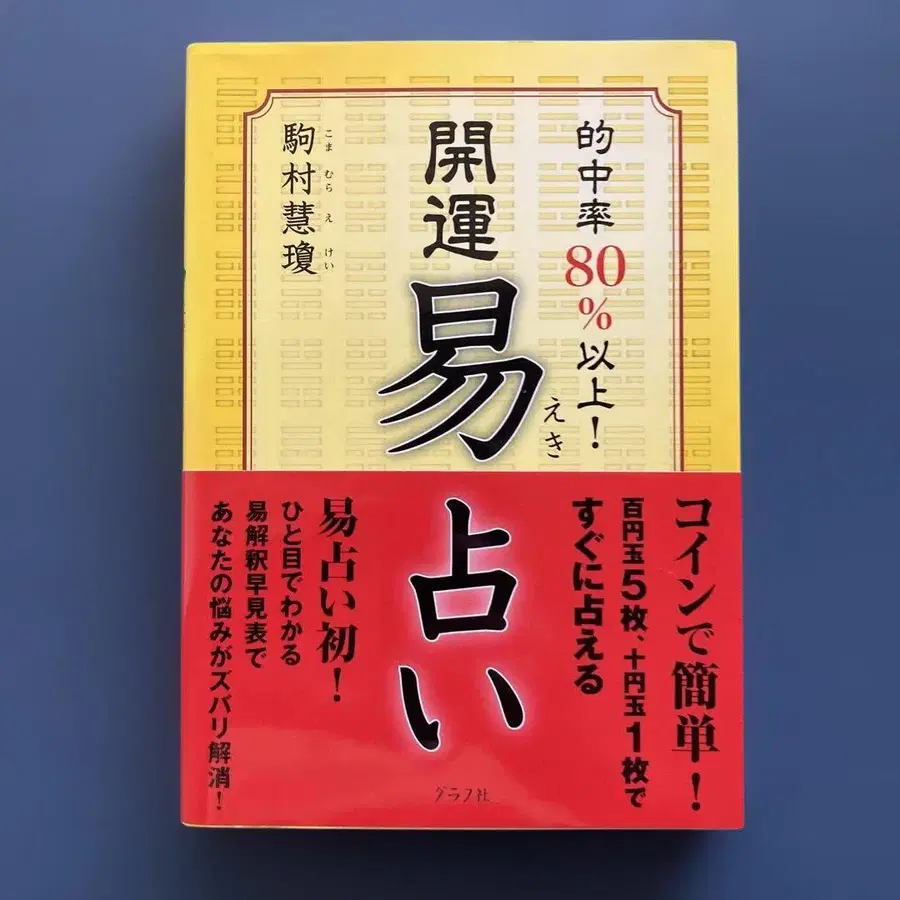 的中率80%以上!
開運
易占い
えき
駒村慧瓊
こまむらえけい
コインで簡単!
百円玉5枚、十円玉1枚で
すぐに占える
易占い初!
ひと目でわかる
易解釈早見表で
あなたの悩みがズバリ解消!
グラフ社